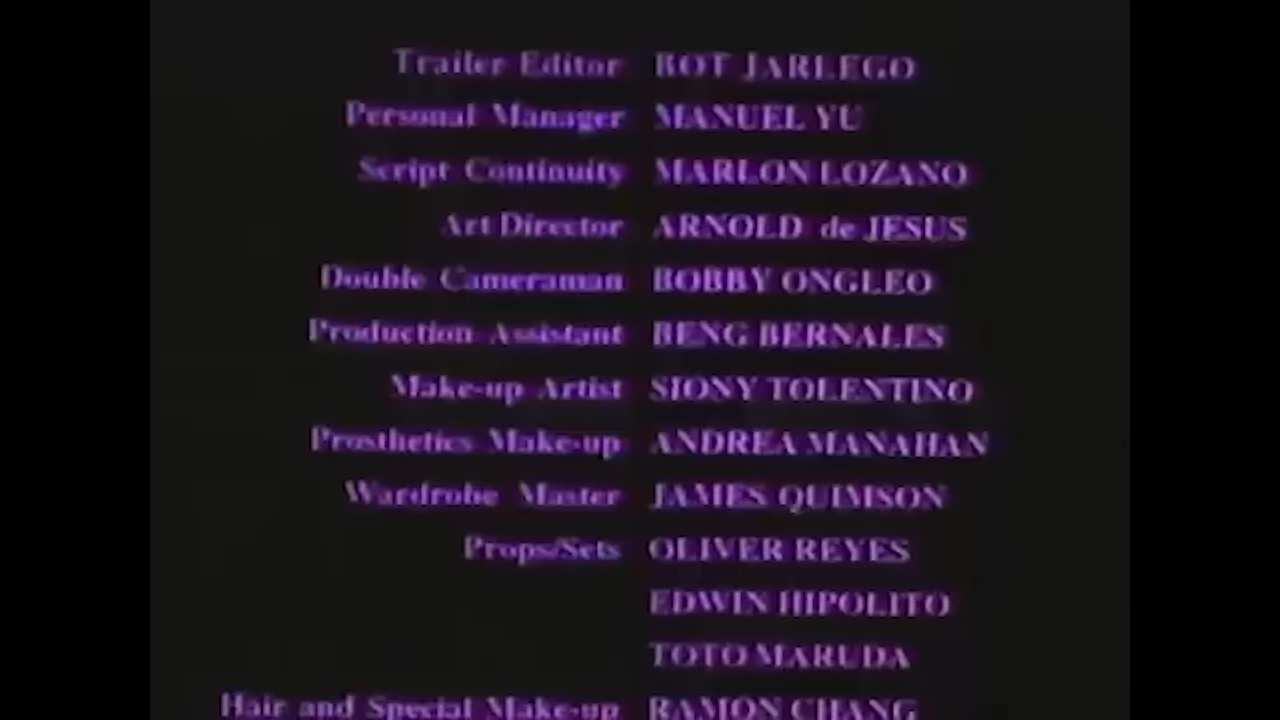 Trailer Editor BOT JARLEGO
Personal Manager MANUEL YU
Script Continuity MARLON LOZANO
Art Director ARNOLD de JESUS
Double Cameraman BOBBY ONGLEO
Production Assistant BENG BERNALES
Make-up Artist SIONY TOLENTINO
Prosthetics Make-up ANDREA MANAHAN
Wardrobe Master JAMES QUIMSON
Props/Sets OLIVER REYES
EDWIN HIPOLITO
TOTO MARUDA
Hair and Special Make-up RAMON CHANG